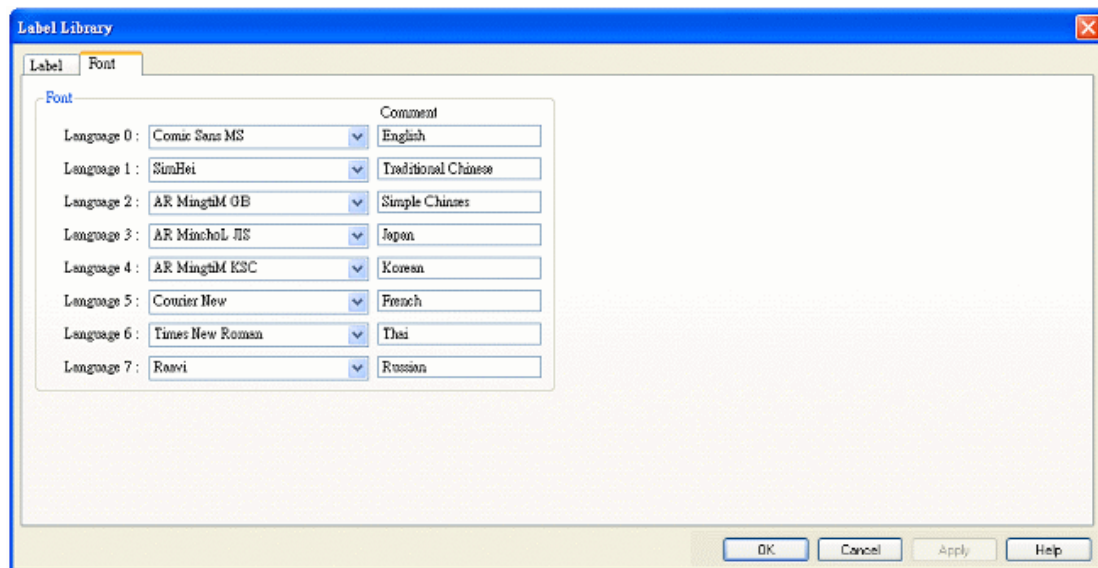 Label Library
Label Font
Font
Comment
Language 0 : Comic Sans MS English
Language 1 : SimHei Traditional Chinese
Language 2 : AR MingtiM GB Simple Chinses
Language 3 : AR MinchoL JIS Japan
Language 4 : AR MingtiM KSC Korean
Language 5 : Courier New French
Language 6 : Times New Roman Thai
Language 7 : Raavi Russian
OK Cancel Apply Help